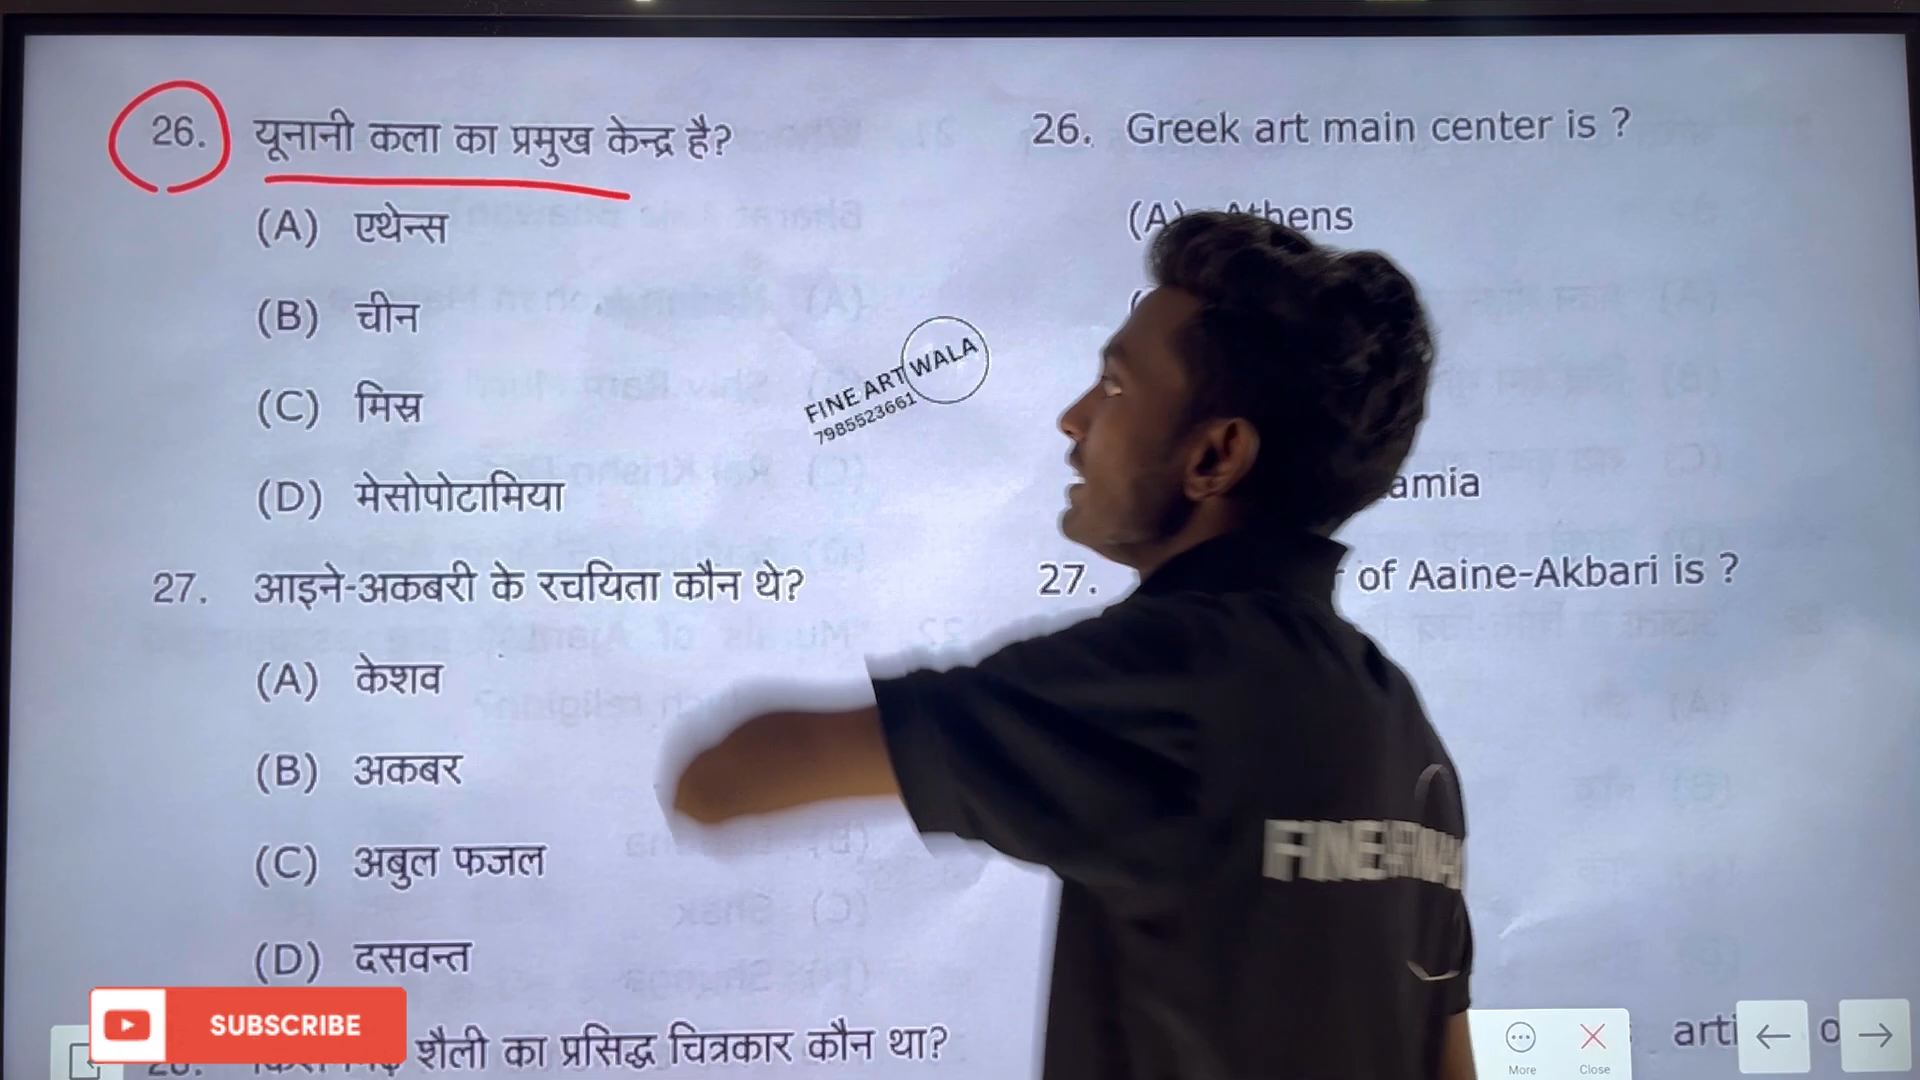 26. यूनानी कला का प्रमुख केन्द्र है?
(A) एथेन्स
(B) चीन
(C) मिस्र
(D) मेसोपोटामिया
27. आइने-अकबरी के रचयिता कौन थे?
(A) केशव
(B) अकबर
(C) अबुल फजल
(D) दसवन्त
शैली का प्रसिद्ध चित्रकार कौन था?
26. Greek art main center is ?
(A) Athens
amia
27. of Aaine-Akbari is ?
arti
FINE ART WALA
7985523661
SUBSCRIBE
More
Close